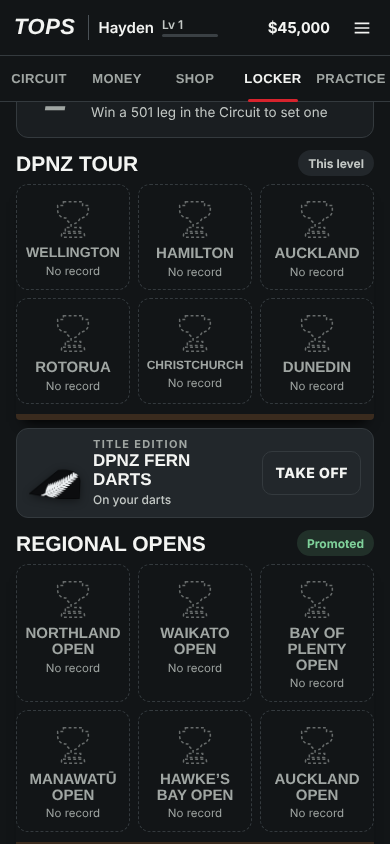 TOPS Hayden Lv 1 $45,000
CIRCUIT MONEY SHOP LOCKER PRACTICE
Win a 501 leg in the Circuit to set one
DPNZ TOUR This level
WELLINGTON HAMILTON AUCKLAND
No record No record No record
ROTORUA CHRISTCHURCH DUNEDIN
No record No record No record
TITLE EDITION
DPNZ FERN
DARTS
On your darts
TAKE OFF
REGIONAL OPENS Promoted
NORTHLAND
OPEN
No record
WAIKATO
OPEN
No record
BAY OF
PLENTY
OPEN
No record
MANAWATŪ
OPEN
No record
HAWKE’S
BAY OPEN
No record
AUCKLAND
OPEN
No record